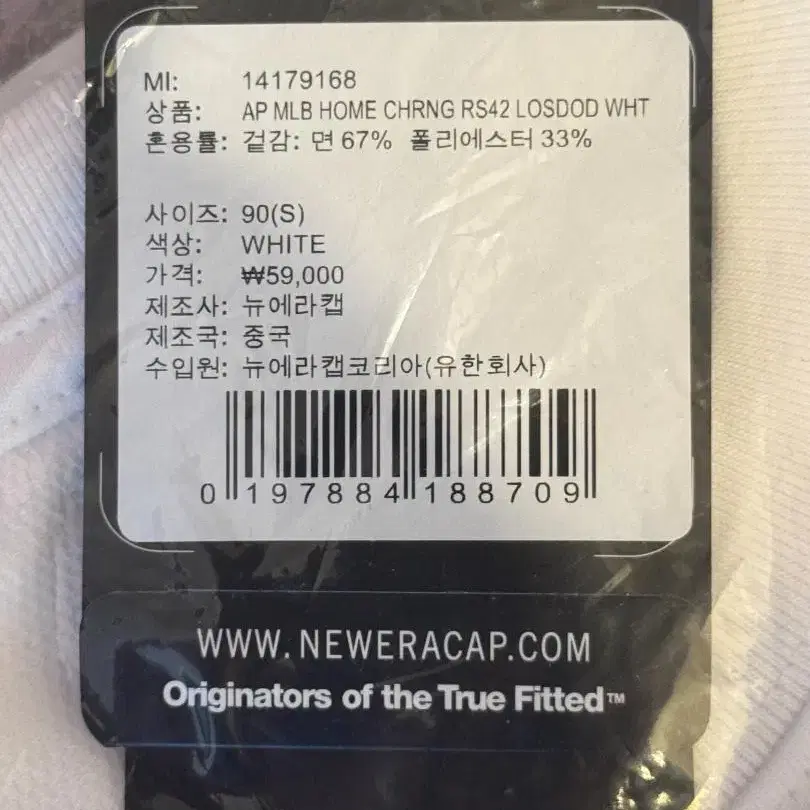 MI: 14179168
상품: AP MLB HOME CHRNG RS42 LOSDOD WHT
혼용률: 겉감: 면 67% 폴리에스터 33%
사이즈: 90(S)
색상: WHITE
가격: ₩59,000
제조사: 뉴에라캡
제조국: 중국
수입원: 뉴에라캡코리아(유한회사)
0 197884 188709
WWW.NEWERACAP.COM
Originators of the True Fitted™